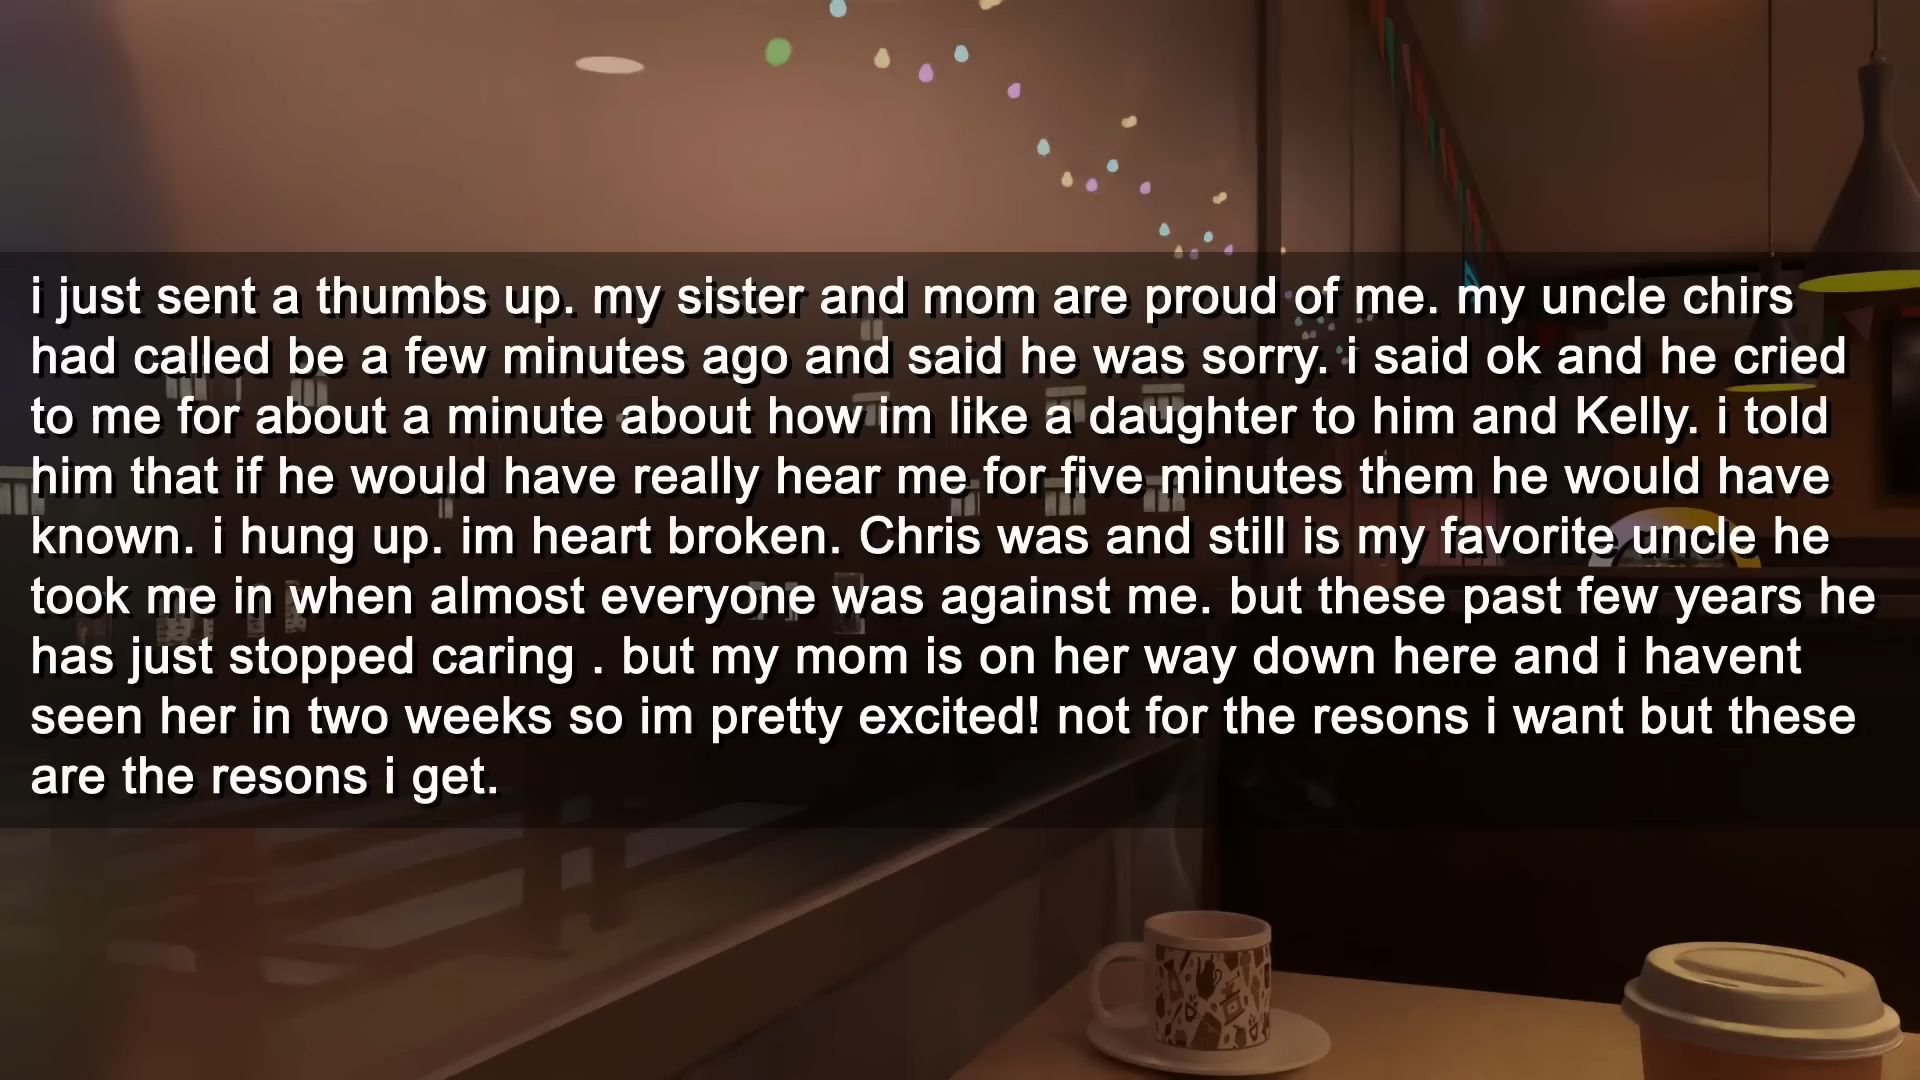 i just sent a thumbs up. my sister and mom are proud of me. my uncle chirs
had called be a few minutes ago and said he was sorry. i said ok and he cried
to me for about a minute about how im like a daughter to him and Kelly. i told
him that if he would have really hear me for five minutes them he would have
known. i hung up. im heart broken. Chris was and still is my favorite uncle he
took me in when almost everyone was against me. but these past few years he
has just stopped caring . but my mom is on her way down here and i havent
seen her in two weeks so im pretty excited! not for the resons i want but these
are the resons i get.